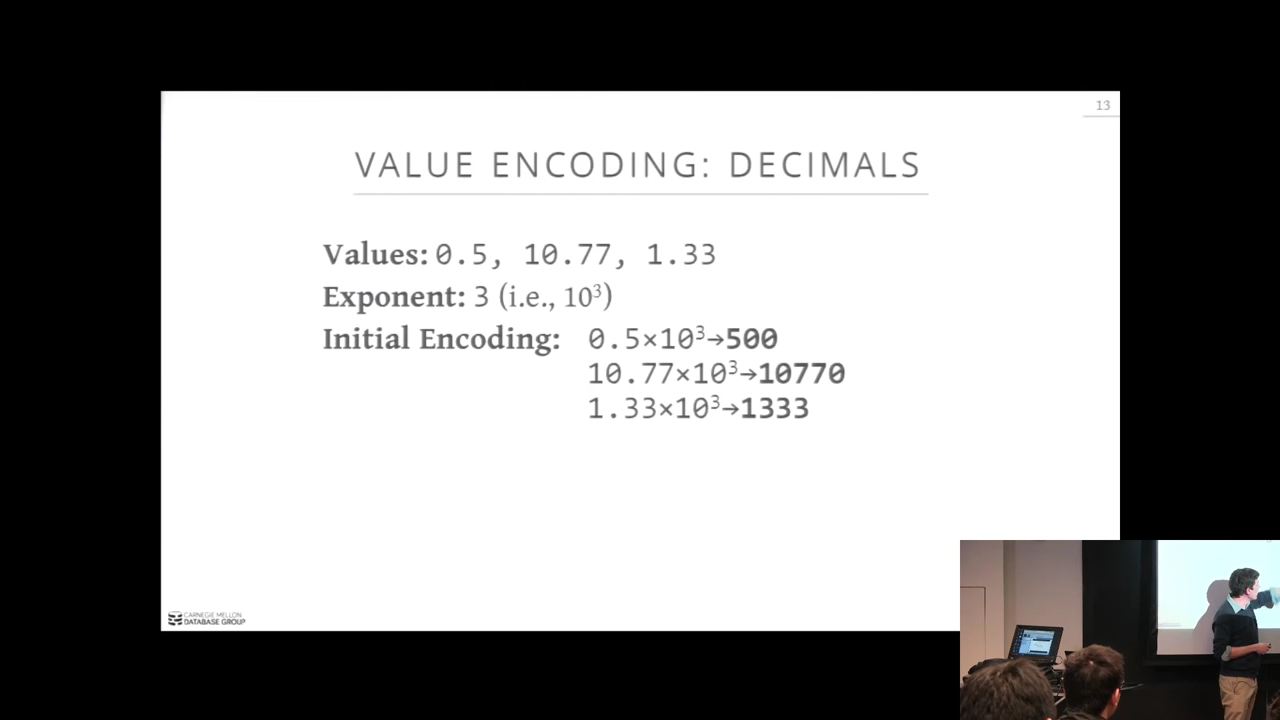 13
VALUE ENCODING: DECIMALS
Values: 0.5, 10.77, 1.33
Exponent: 3 (i.e., 10³)
Initial Encoding: 0.5×10³→500
10.77×10³→10770
1.33×10³→1333
CARNEGIE MELLON
DATABASE GROUP